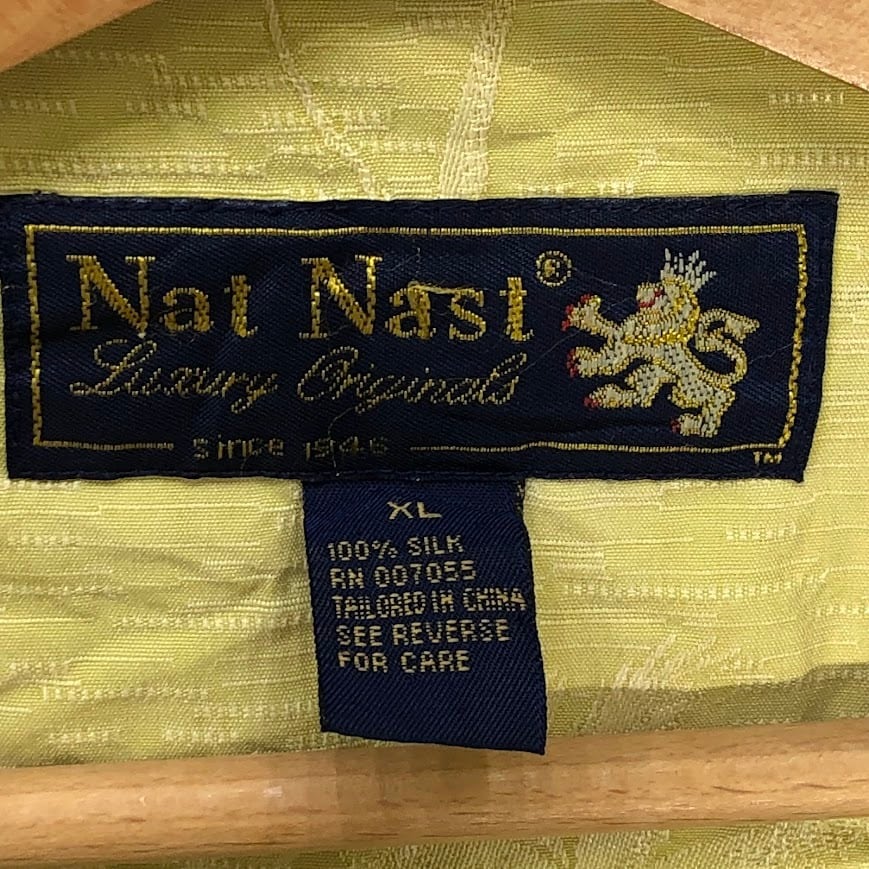 Nat Nast®
Luxury Originals
since 1946
TM
XL
100% SILK
RN 007055
TAILORED IN CHINA
SEE REVERSE
FOR CARE